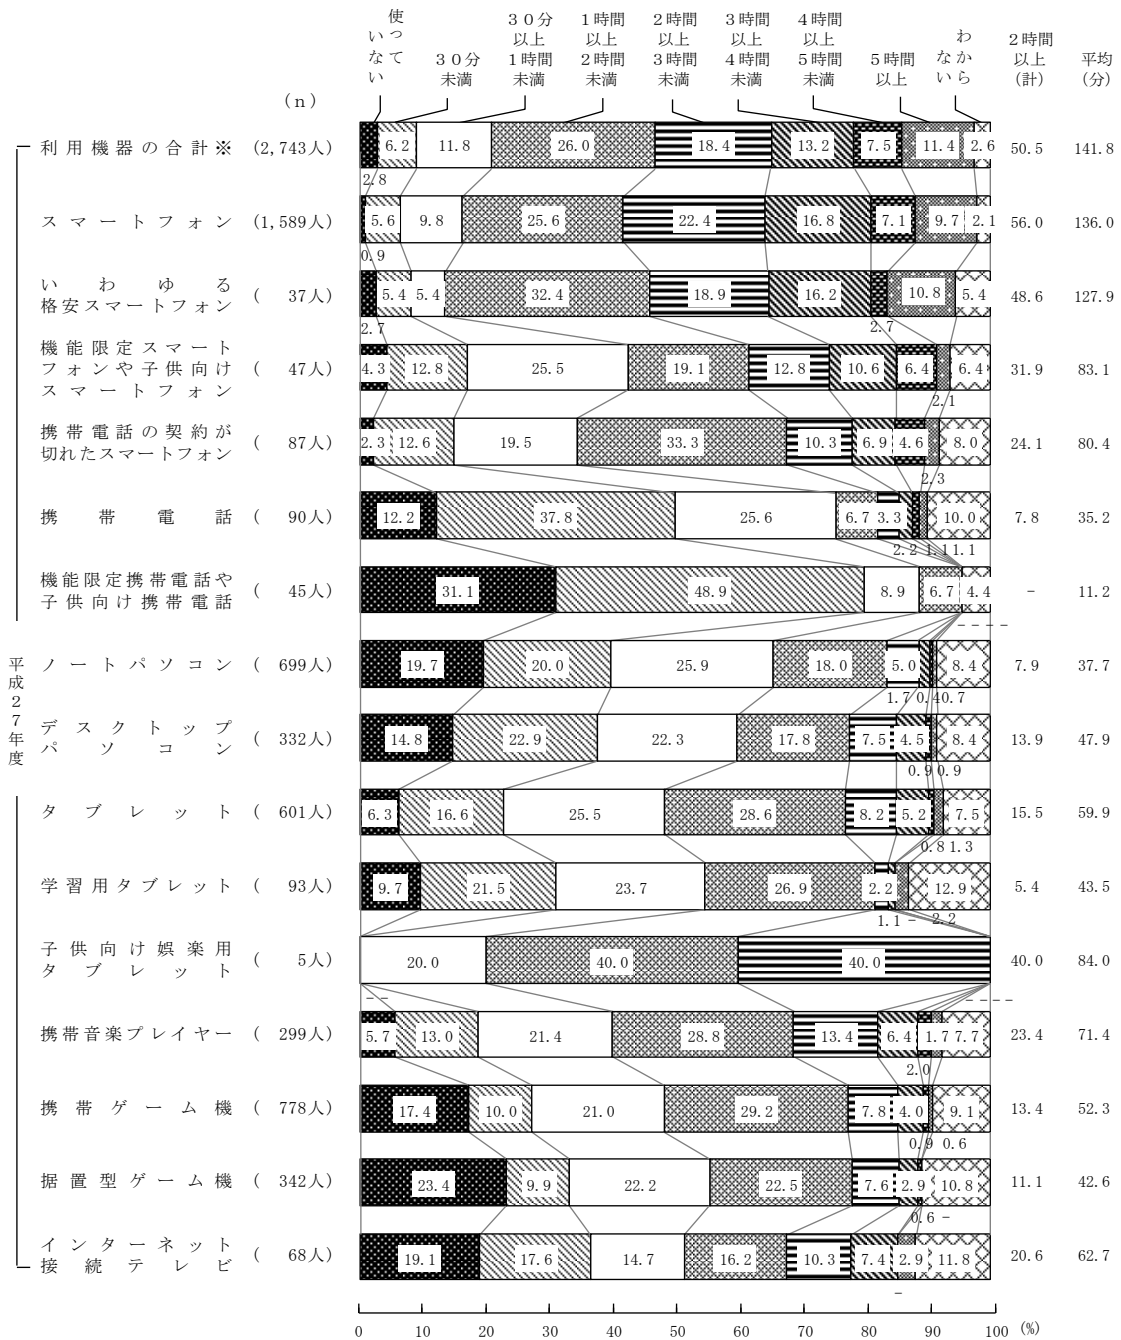 使って
いない
30分
未満
30分
以上
1時間
未満
1時間
以上
2時間
未満
2時間
以上
3時間
未満
3時間
以上
4時間
未満
4時間
以上
5時間
未満
5時間
以上
わから
ない
2時間
以上
(計)
平均
(分)
(n)
平成27年度
利用機器の合計※ (2,743人) 6.2 11.8 26.0 18.4 13.2 7.5 11.4 2.6 50.5 141.8
2.8
スマートフォン (1,589人) 5.6 9.8 25.6 22.4 16.8 7.1 9.7 2.1 56.0 136.0
0.9
いわゆる
格安スマートフォン ( 37人) 5.4 5.4 32.4 18.9 16.2 10.8 5.4 48.6 127.9
2.7 2.7
機能限定スマート
フォンや子供向け ( 47人) 4.3 12.8 25.5 19.1 12.8 10.6 6.4 6.4 31.9 83.1
スマートフォン
2.1
携帯電話の契約が
切れたスマートフォン ( 87人) 2.3 12.6 19.5 33.3 10.3 6.9 4.6 8.0 24.1 80.4
2.3
携帯電話 ( 90人) 12.2 37.8 25.6 6.7 3.3 10.0 7.8 35.2
2.2 1.1 1.1
機能限定携帯電話や
子供向け携帯電話 ( 45人) 31.1 48.9 8.9 6.7 4.4 - 11.2
- - - -
ノートパソコン ( 699人) 19.7 20.0 25.9 18.0 5.0 8.4 7.9 37.7
1.7 0.4 0.7
デスクトップ
パソコン ( 332人) 14.8 22.9 22.3 17.8 7.5 4.5 8.4 13.9 47.9
0.9 0.9
タブレット ( 601人) 6.3 16.6 25.5 28.6 8.2 5.2 7.5 15.5 59.9
0.8 1.3
学習用タブレット ( 93人) 9.7 21.5 23.7 26.9 2.2 12.9 5.4 43.5
1.1 - 2.2
子供向け娯楽用
タブレット ( 5人) 20.0 40.0 40.0 40.0 84.0
- - - - - -
携帯音楽プレイヤー ( 299人) 5.7 13.0 21.4 28.8 13.4 6.4 1.7 7.7 23.4 71.4
2.0
携帯ゲーム機 ( 778人) 17.4 10.0 21.0 29.2 7.8 4.0 9.1 13.4 52.3
0.9 0.6
据置型ゲーム機 ( 342人) 23.4 9.9 22.2 22.5 7.6 2.9 10.8 11.1 42.6
0.6 -
インターネット
接続テレビ ( 68人) 19.1 17.6 14.7 16.2 10.3 7.4 2.9 11.8 20.6 62.7
-
0 10 20 30 40 50 60 70 80 90 100 (%)